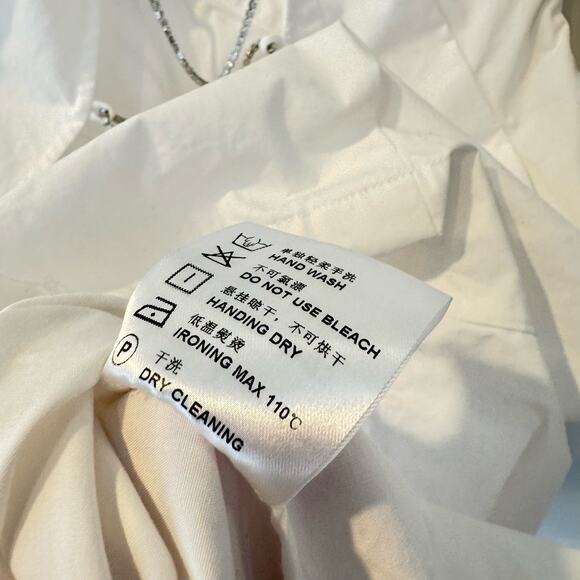 单独轻柔手洗
HAND WASH
不可氯漂
DO NOT USE BLEACH
悬挂晾干，不可烘干
HANDING DRY
低温熨烫
IRONING MAX 110℃
干洗
P
DRY CLEANING